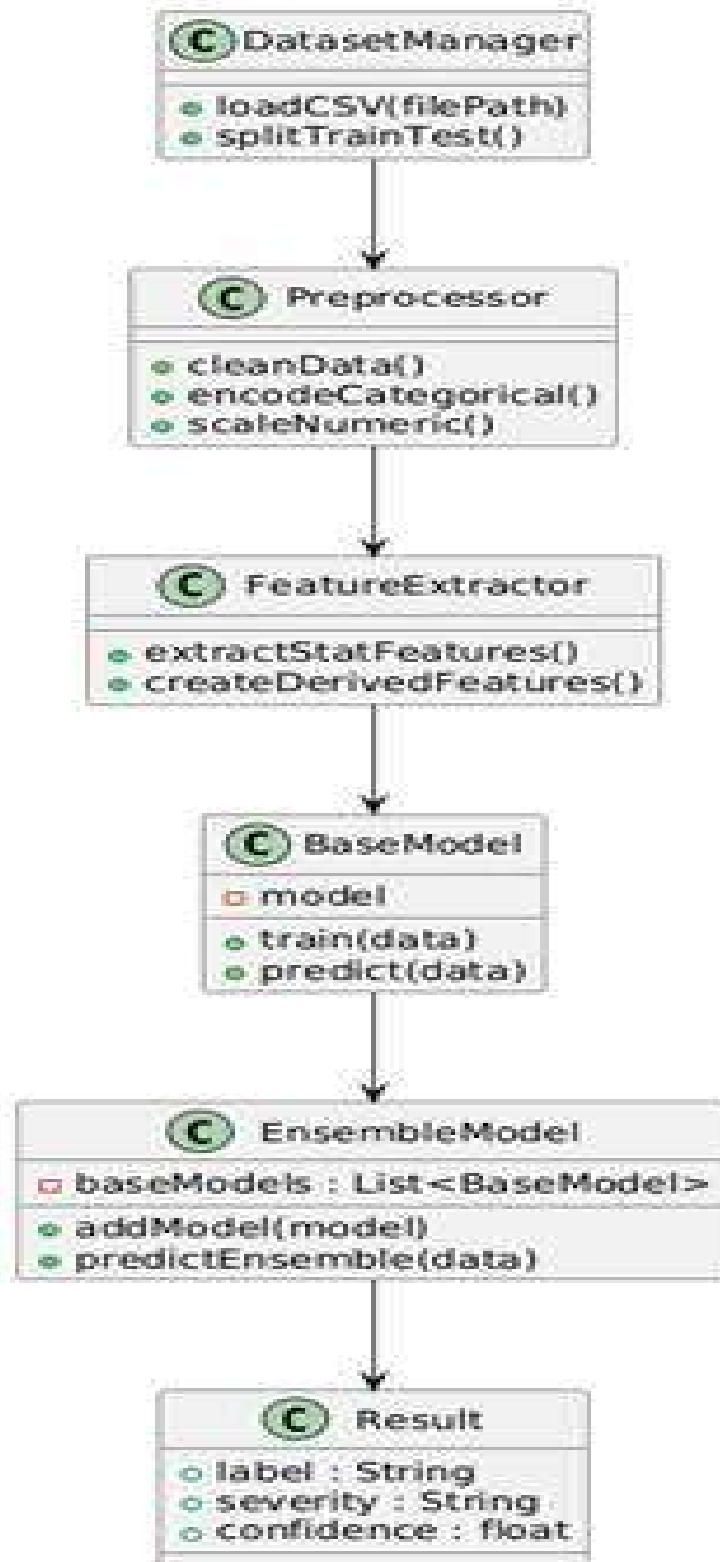 C DatasetManager
loadCSV(filePath)
splitTrainTest()
C Preprocessor
cleanData()
encodeCategorical()
scaleNumeric()
C FeatureExtractor
extractStatFeatures()
createDerivedFeatures()
C BaseModel
model
train(data)
predict(data)
C EnsembleModel
baseModels : List<BaseModel>
addModel(model)
predictEnsemble(data)
C Result
label : String
severity : String
confidence : float